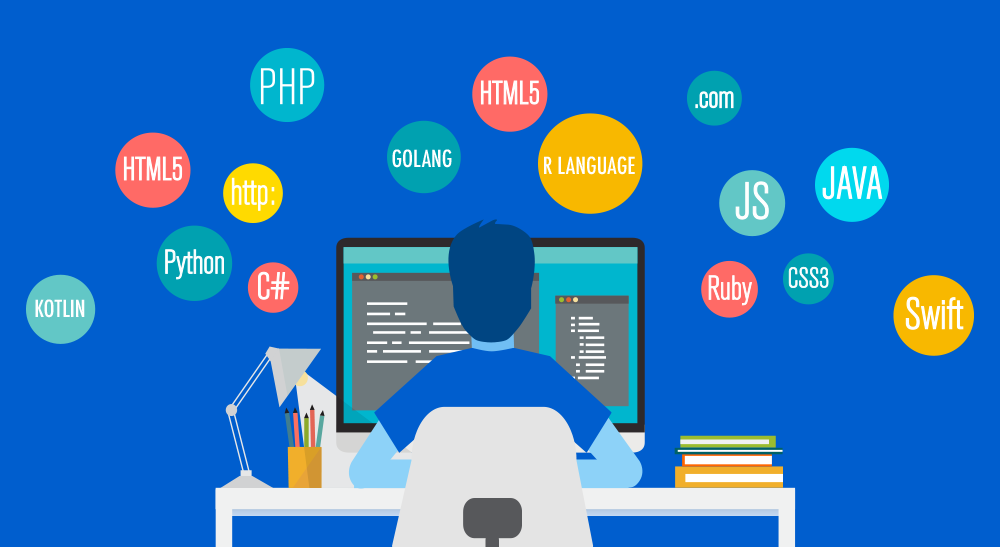 PHP
HTML5
.com
GOLANG
HTML5
R LANGUAGE
http:
JS
JAVA
Python
C#
Ruby
CSS3
KOTLIN
Swift